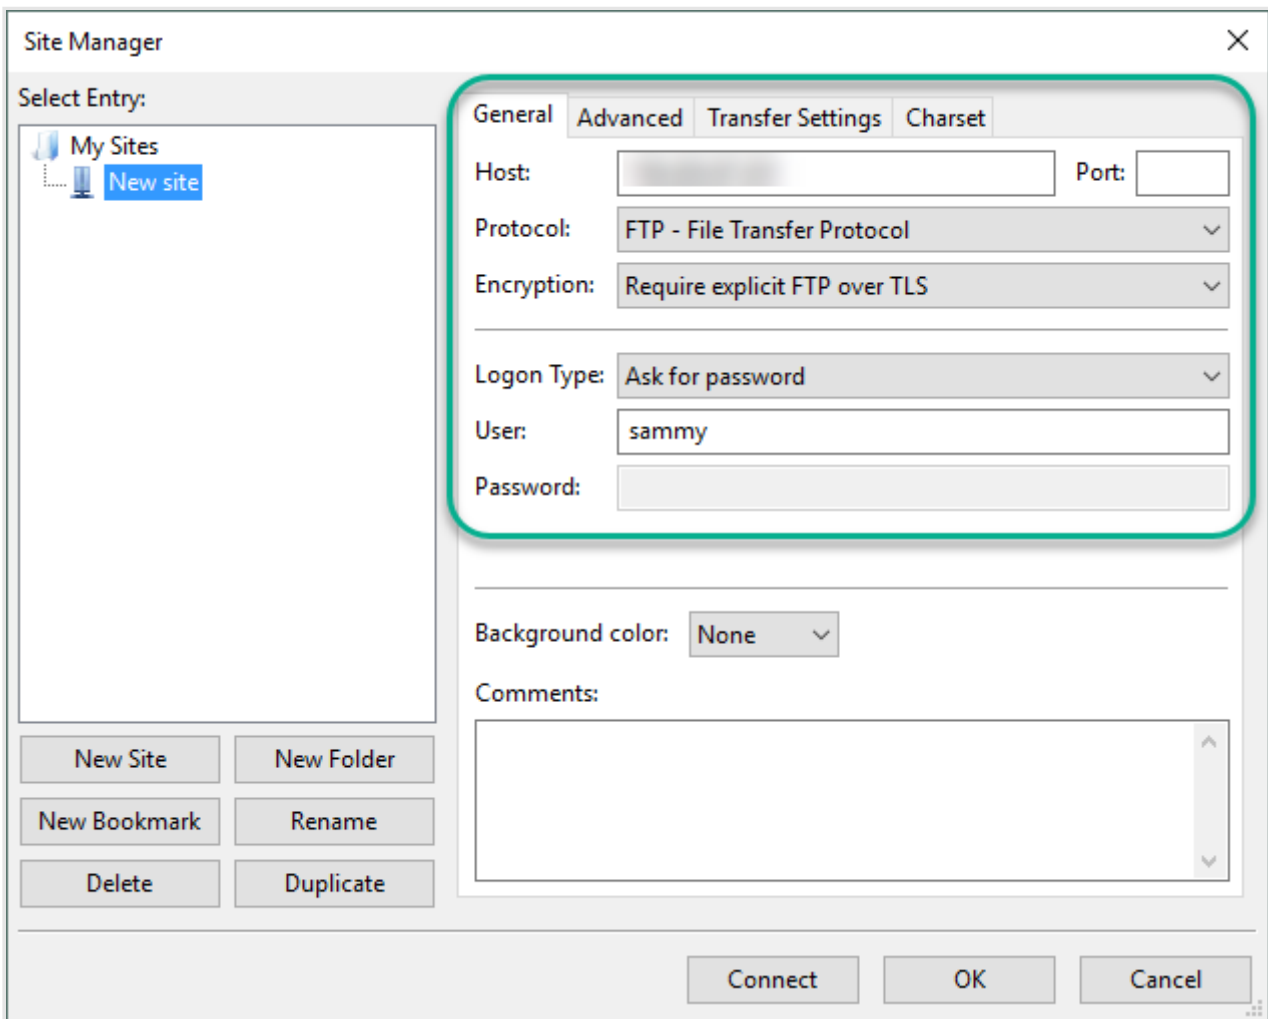 Site Manager
Select Entry:
My Sites
New site
New Site
New Folder
New Bookmark
Rename
Delete
Duplicate
General
Advanced
Transfer Settings
Charset
Host:
Port:
Protocol:
FTP - File Transfer Protocol
Encryption:
Require explicit FTP over TLS
Logon Type:
Ask for password
User:
sammy
Password:
Background color:
None
Comments:
Connect
OK
Cancel